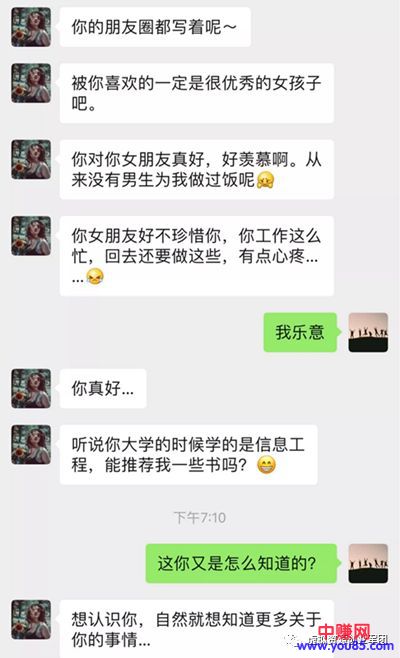 你的朋友圈都写着呢～
被你喜欢的一定是很优秀的女孩子
吧。
你对你女朋友真好，好羡慕啊。从
来没有男生为我做过饭呢
你女朋友好不珍惜你，你工作这么
忙，回去还要做这些，有点心疼...
...
我乐意
你真好...
听说你大学的时候学的是信息工
程，能推荐我一些书吗？
下午7:10
这你又是怎么知道的？
想认识你，自然就想知道更多关于
你的事情...
中赚网
www.you85.com